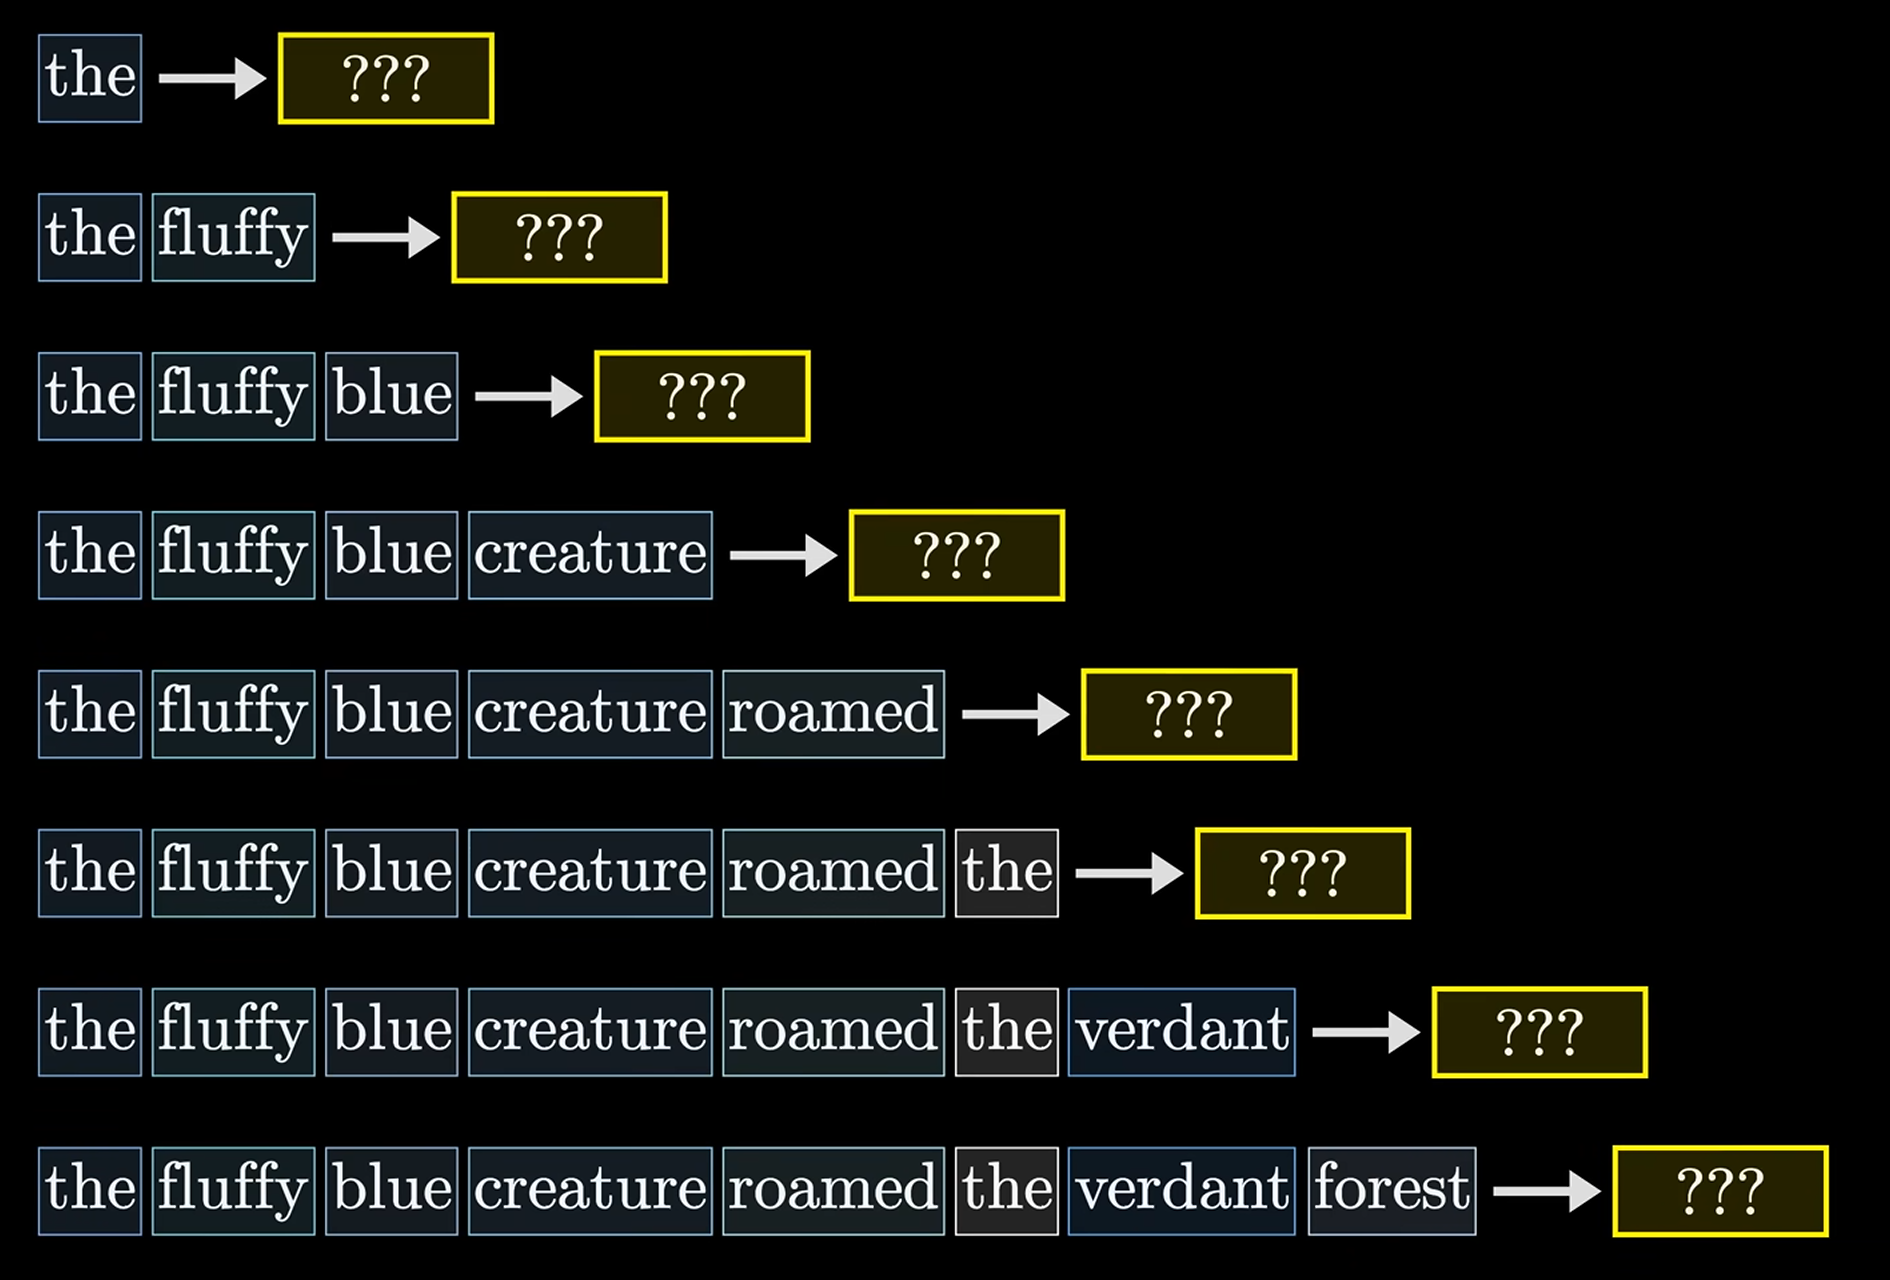 the ???
the fluffy ???
the fluffy blue ???
the fluffy blue creature ???
the fluffy blue creature roamed ???
the fluffy blue creature roamed the ???
the fluffy blue creature roamed the verdant ???
the fluffy blue creature roamed the verdant forest ???